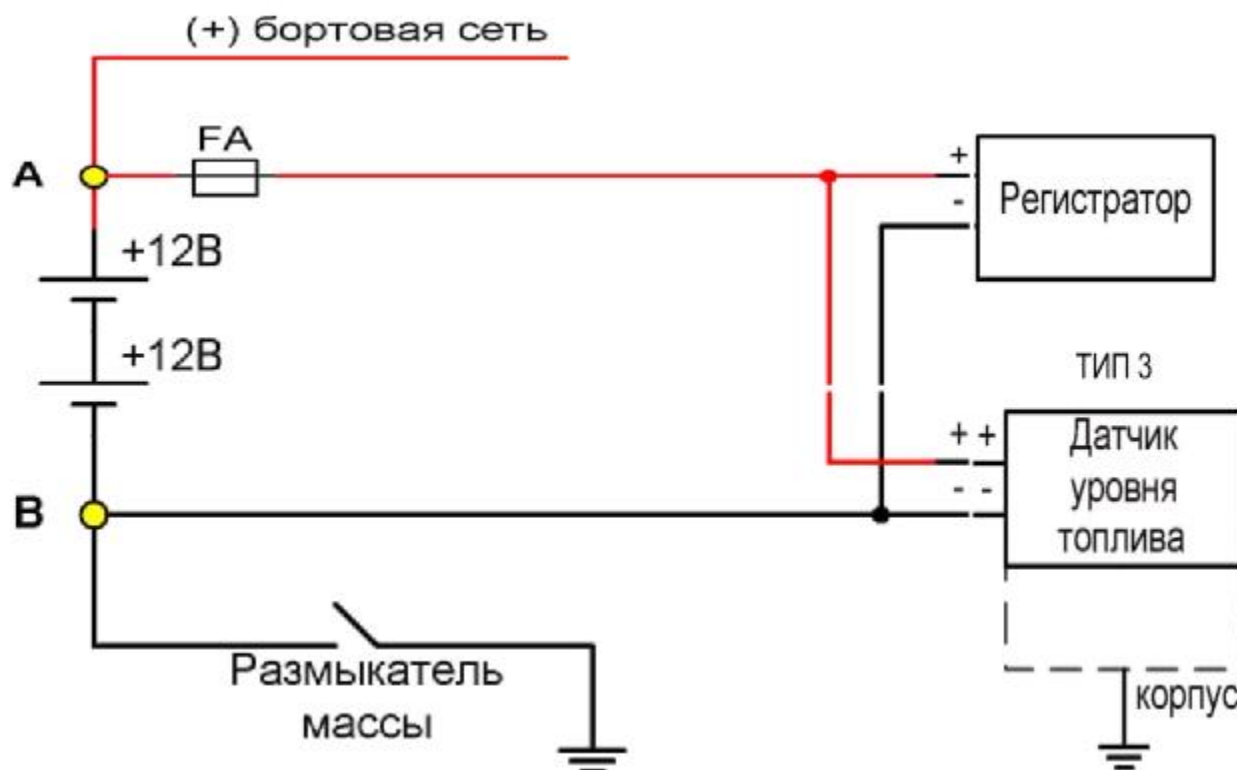 (+) бортовая сеть
FA
A
+
-
Регистратор
+12В
+12В
ТИП 3
+ +
- -
Датчик
уровня
топлива
B
Размыкатель
массы
корпус